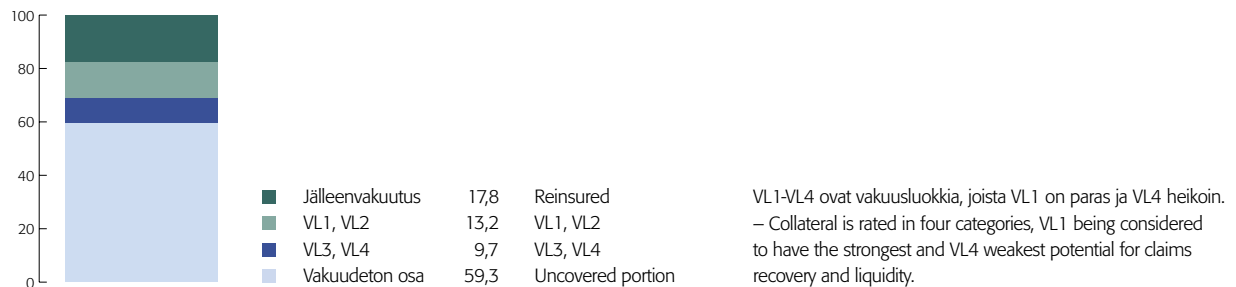 100
80
60
40
20
0
Jälleenvakuutus 17,8 Reinsured
VL1, VL2 13,2 VL1, VL2
VL3, VL4 9,7 VL3, VL4
Vakuudeton osa 59,3 Uncovered portion
VL1-VL4 ovat vakuusluokkia, joista VL1 on paras ja VL4 heikoin.
– Collateral is rated in four categories, VL1 being considered
to have the strongest and VL4 weakest potential for claims
recovery and liquidity.